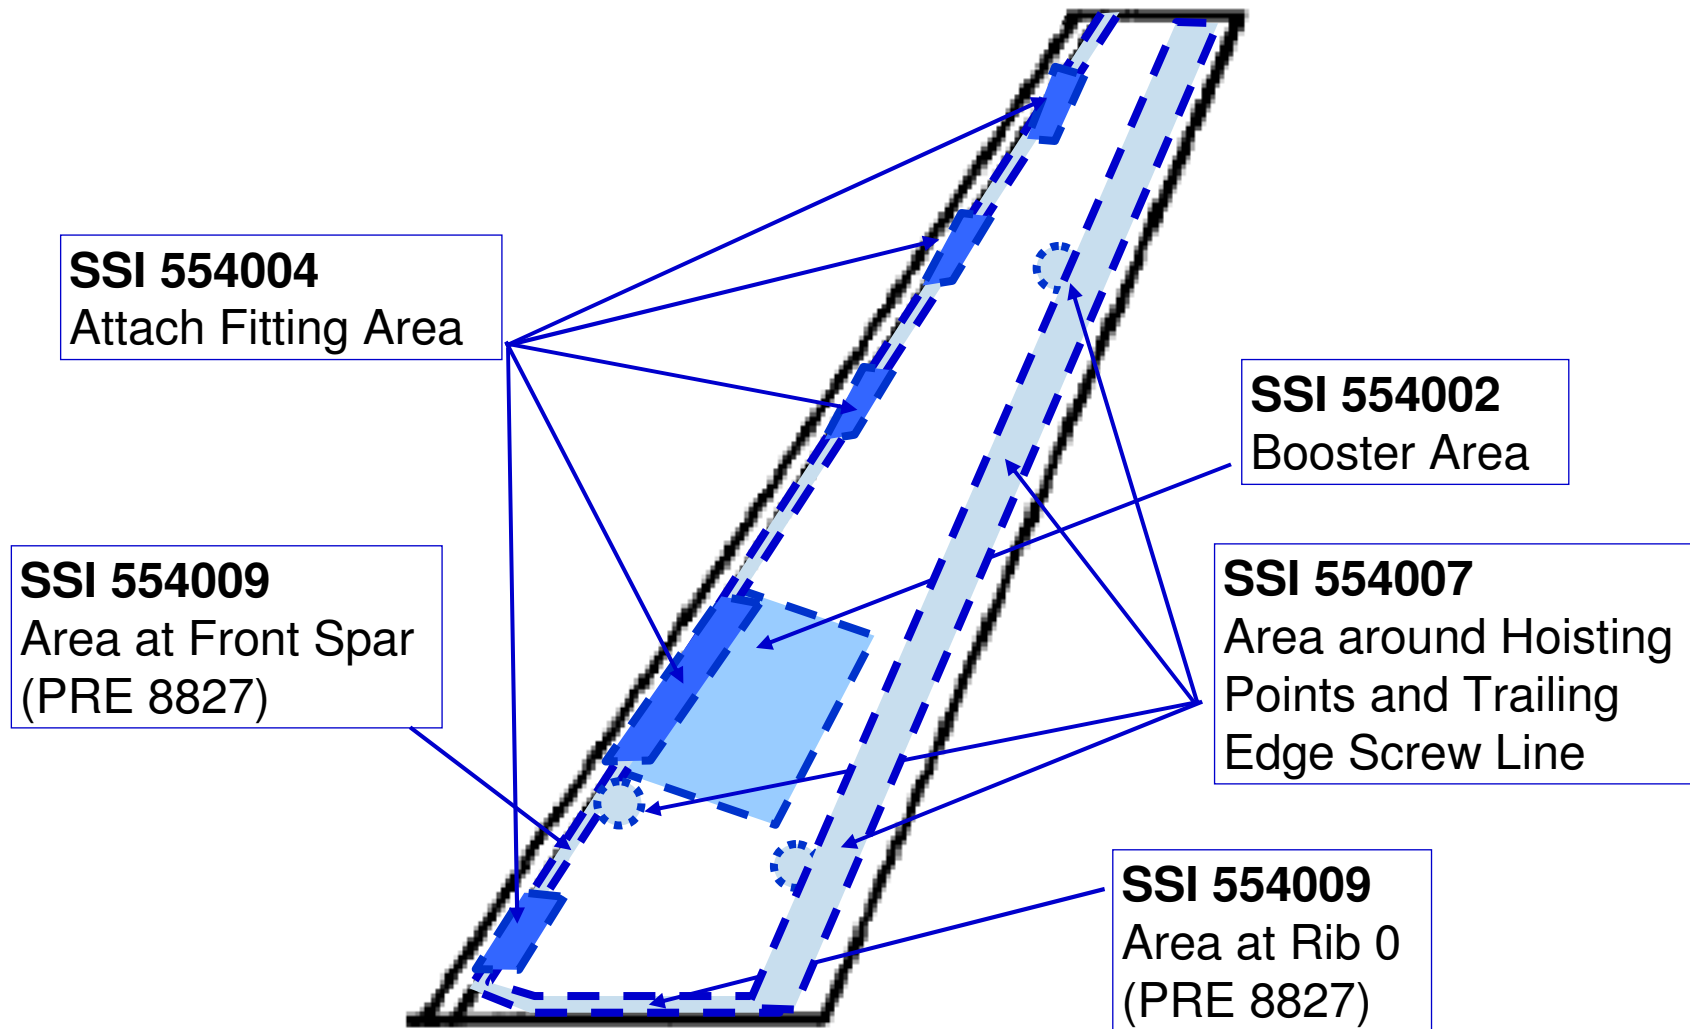 SSI 554004
Attach Fitting Area
SSI 554002
Booster Area
SSI 554009
Area at Front Spar
(PRE 8827)
SSI 554007
Area around Hoisting
Points and Trailing
Edge Screw Line
SSI 554009
Area at Rib 0
(PRE 8827)